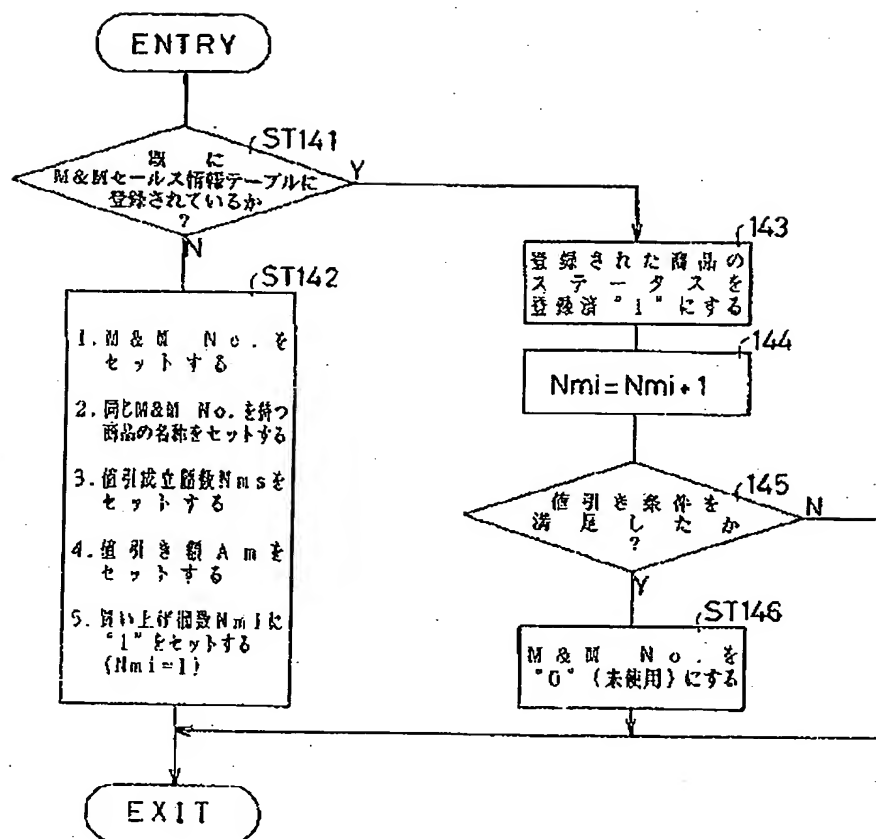 ENTRY
ST141
既に
M&Mセールス情報テーブルに
登録されているか
?
Y
N
ST142
1. M&M No.を
セットする
2. 同じM&M No.を持つ
商品の名称をセットする
3. 値引成立個数Nmsを
セットする
4. 値引き額Amを
セットする
5. 買い上げ個数Nmiに
"1"をセットする
(Nmi=1)
143
登録された商品の
ステータスを
登録済"1"にする
144
Nmi=Nmi+1
145
値引き条件を
満足したか
?
N
Y
ST146
M&M No.を
"0"(未使用)にする
EXIT